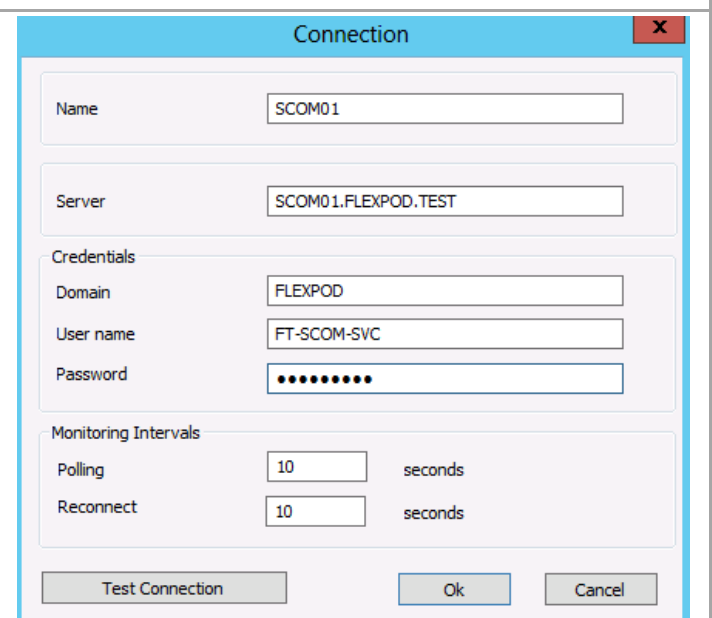 Connection
x
Name SCOM01
Server SCOM01.FLEXPOD.TEST
Credentials
Domain FLEXPOD
User name FT-SCOM-SVC
Password •••••••••
Monitoring Intervals
Polling 10 seconds
Reconnect 10 seconds
Test Connection Ok Cancel